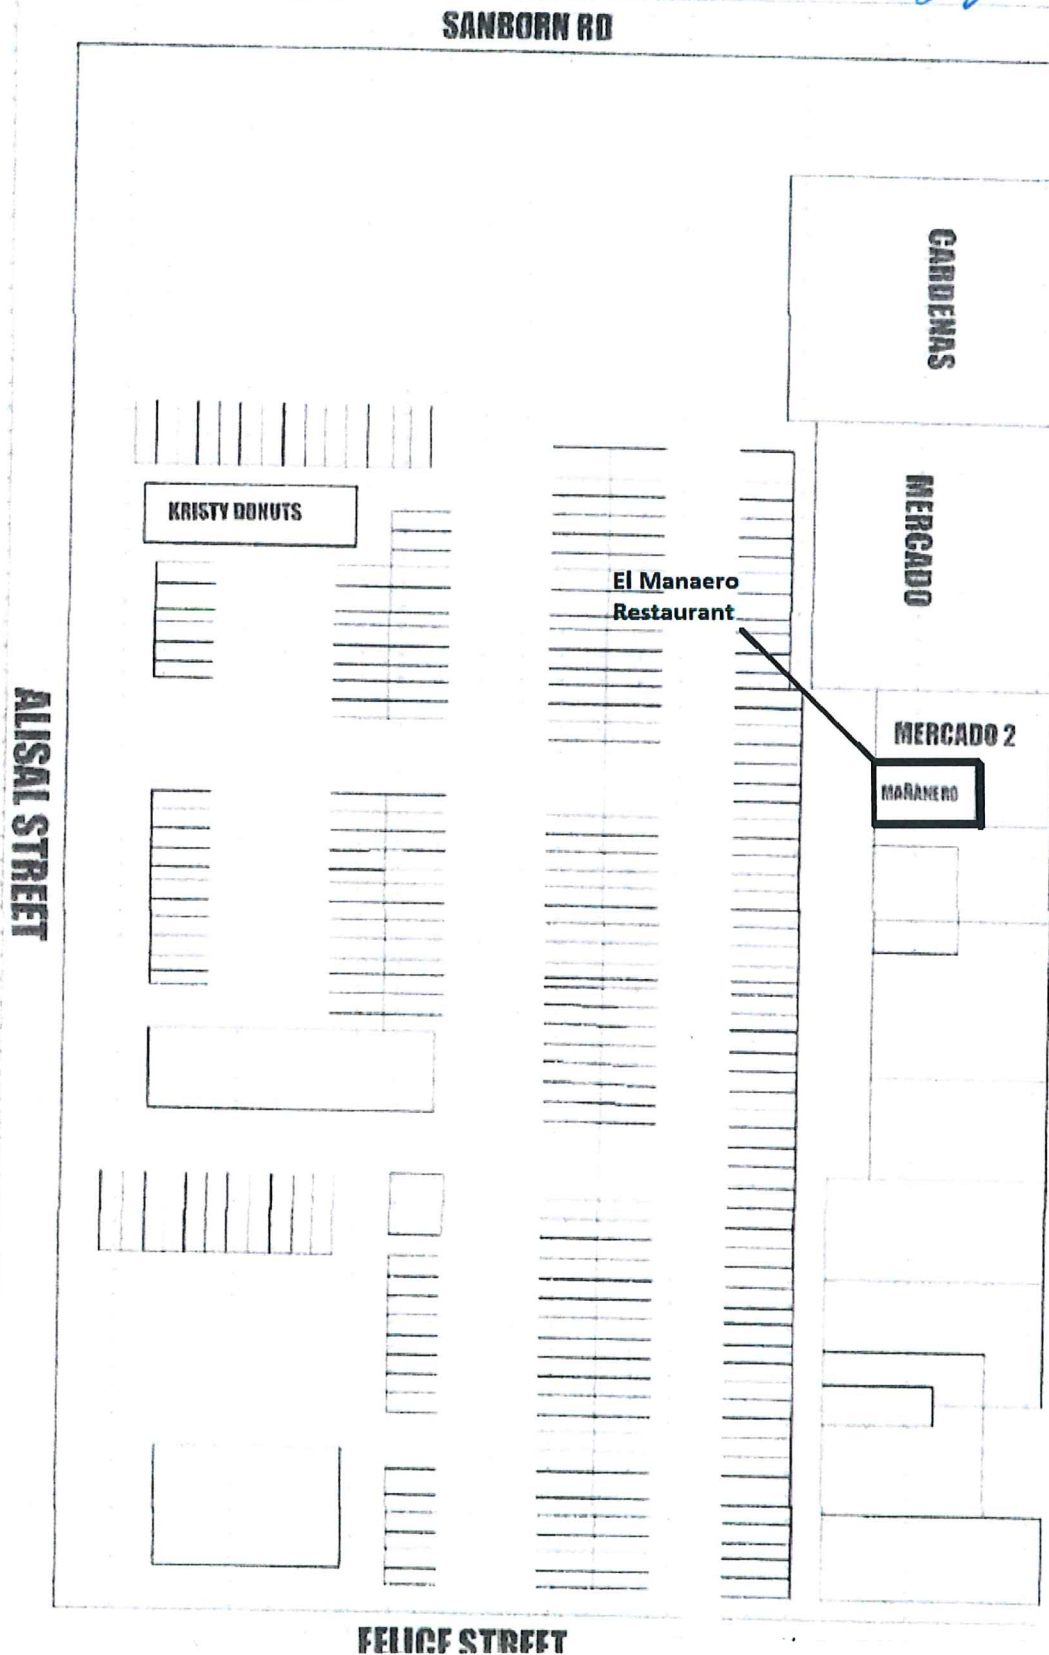 SANBORN RD
CARDENAS
KRISTY DONUTS
MERCADO
El Manaero
Restaurant
ALISAL STREET
MERCADO 2
MAÑANERO
FELICE STREET